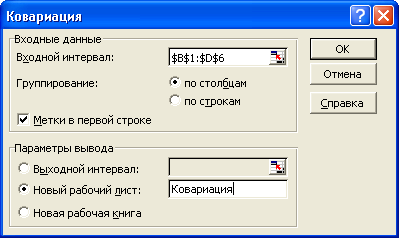 Ковариация
Входные данные
Входной интервал: $B$1:$D$6
Группирование: по столбцам
по строкам
Метки в первой строке
Параметры вывода
Выходной интервал:
Новый рабочий лист: Ковариация
Новая рабочая книга
OK
Отмена
Справка